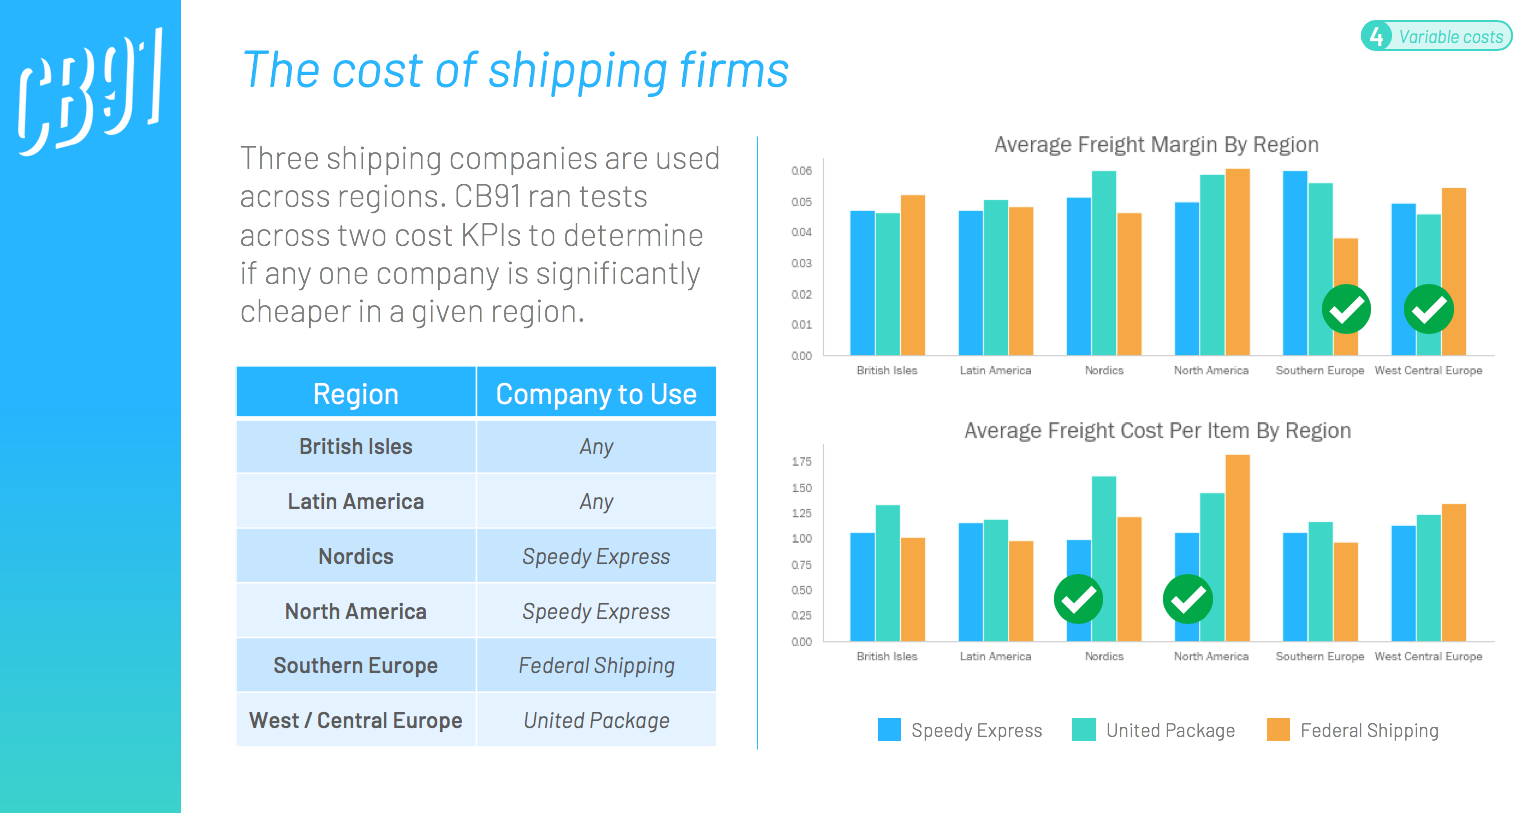 CB91
The cost of shipping firms
4 Variable costs
Three shipping companies are used
across regions. CB91 ran tests
across two cost KPIs to determine
if any one company is significantly
cheaper in a given region.
Region Company to Use
British Isles Any
Latin America Any
Nordics Speedy Express
North America Speedy Express
Southern Europe Federal Shipping
West / Central Europe United Package
Average Freight Margin By Region
0.06
0.05
0.04
0.03
0.02
0.01
0.00
British Isles Latin America Nordics North America Southern Europe West Central Europe
Average Freight Cost Per Item By Region
1.75
1.50
1.25
1.00
0.75
0.50
0.25
0.00
British Isles Latin America Nordics North America Southern Europe West Central Europe
Speedy Express United Package Federal Shipping